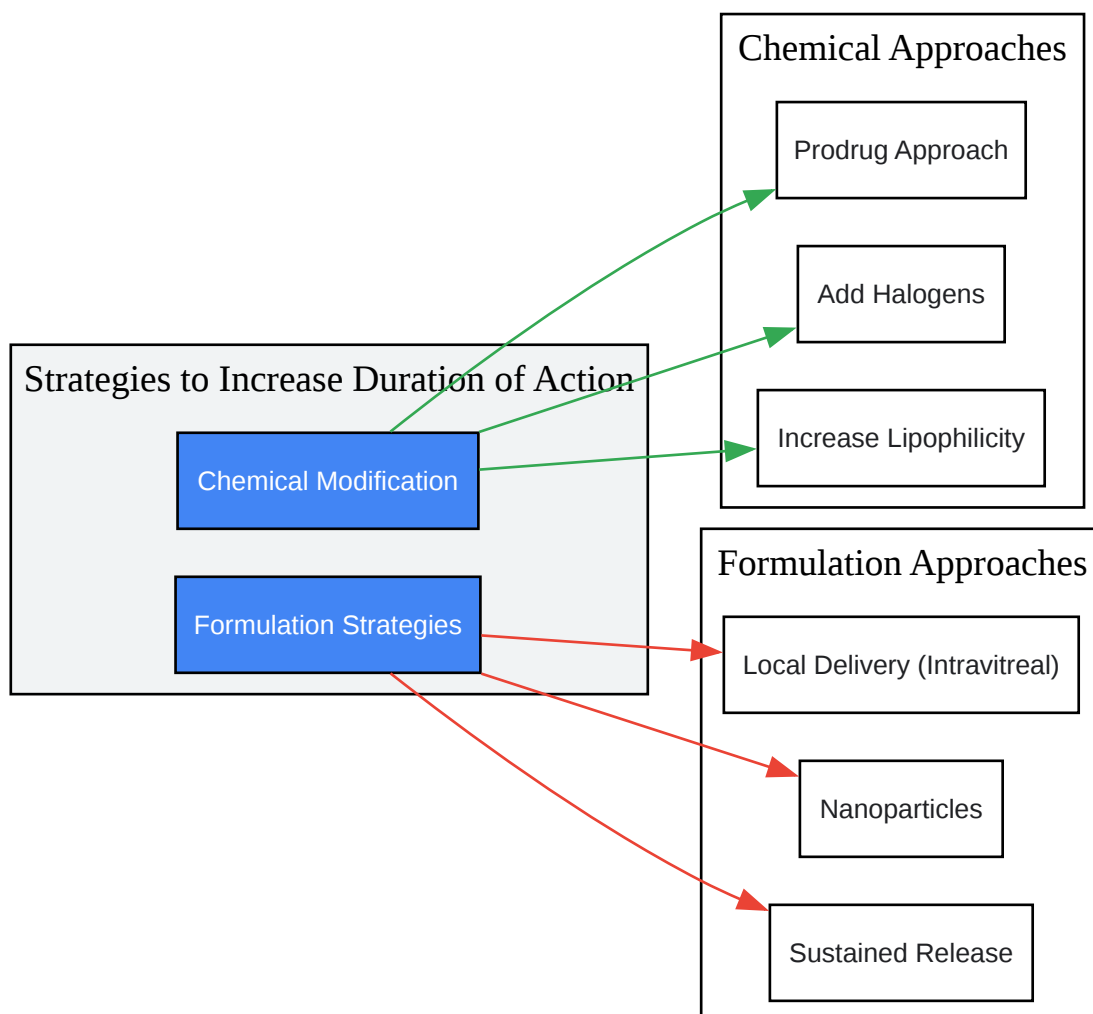 Strategies to Increase Duration of Action
Chemical Modification
Formulation Strategies
Chemical Approaches
Prodrug Approach
Add Halogens
Increase Lipophilicity
Formulation Approaches
Local Delivery (Intravitreal)
Nanoparticles
Sustained Release